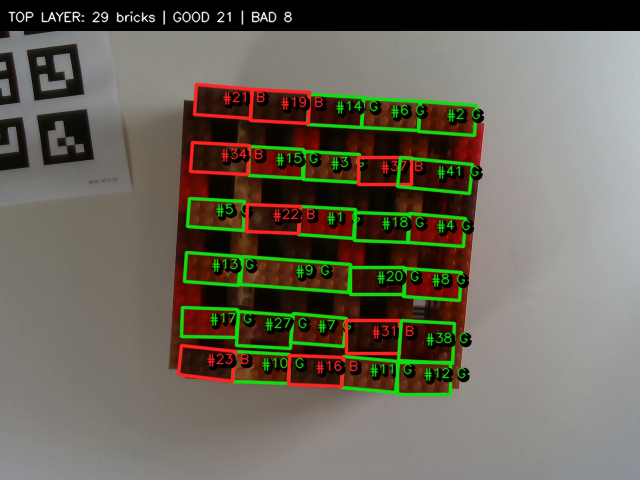 TOP LAYER: 29 bricks | GOOD 21 | BAD 8
#21 B #19 B #14 G #6 G #2 G
#34 B #15 G #3 G #37 B #41 G
#5 G #22 B #1 G #18 G #4 G
#13 G #9 G #20 G #8 G
#17 G #27 G #7 G #31 B #38 G
#23 B #10 G #16 B #11 G #12 G